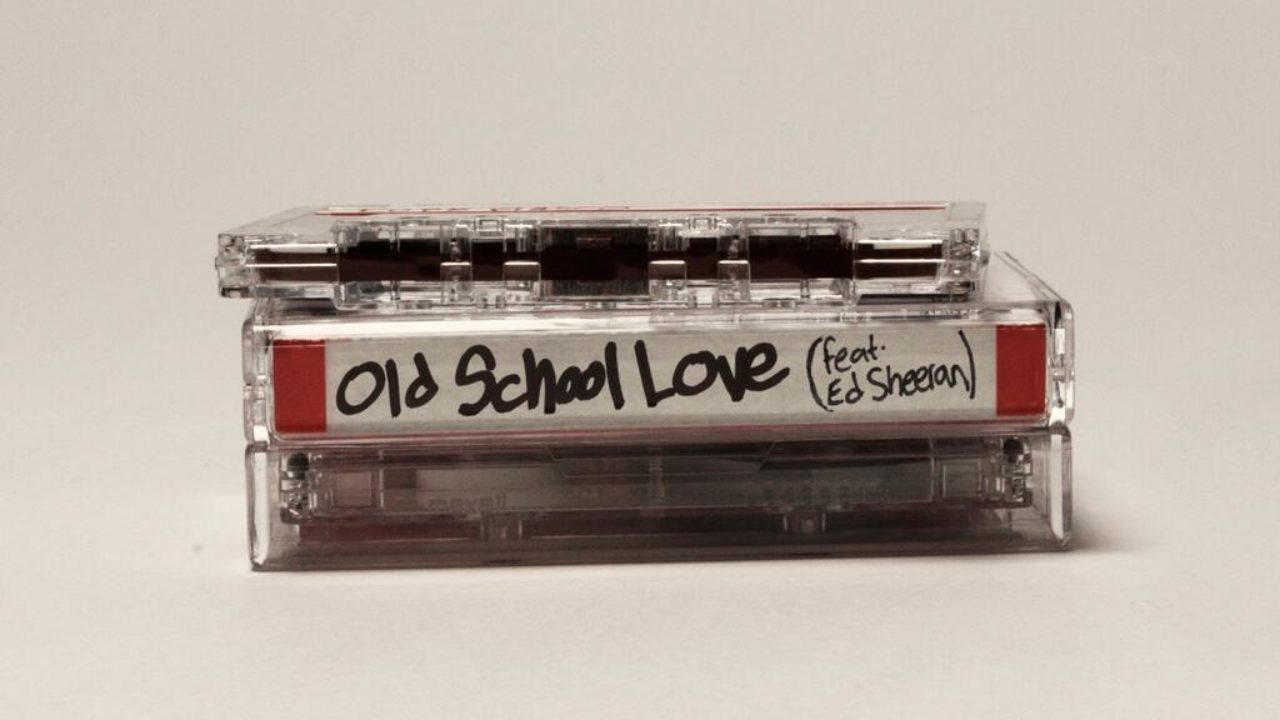 Old School Love (feat.
Ed Sheeran)